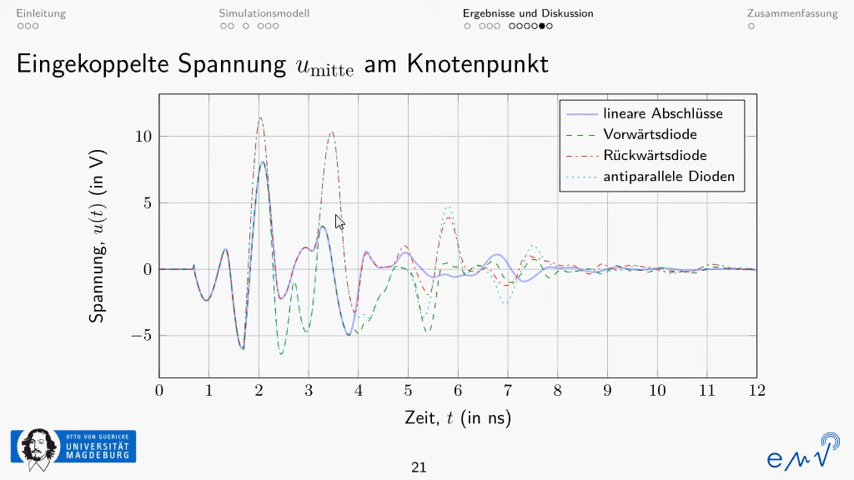 Einleitung
Simulationsmodell
Ergebnisse und Diskussion
Zusammenfassung
Eingekoppelte Spannung u_mitte am Knotenpunkt
lineare Abschlüsse
Vorwärtsdiode
Rückwärtsdiode
antiparallele Dioden
Spannung, u(t) (in V)
10
5
0
−5
0 1 2 3 4 5 6 7 8 9 10 11 12
Zeit, t (in ns)
OTTO VON GUERICKE
UNIVERSITÄT
MAGDEBURG
21
emv